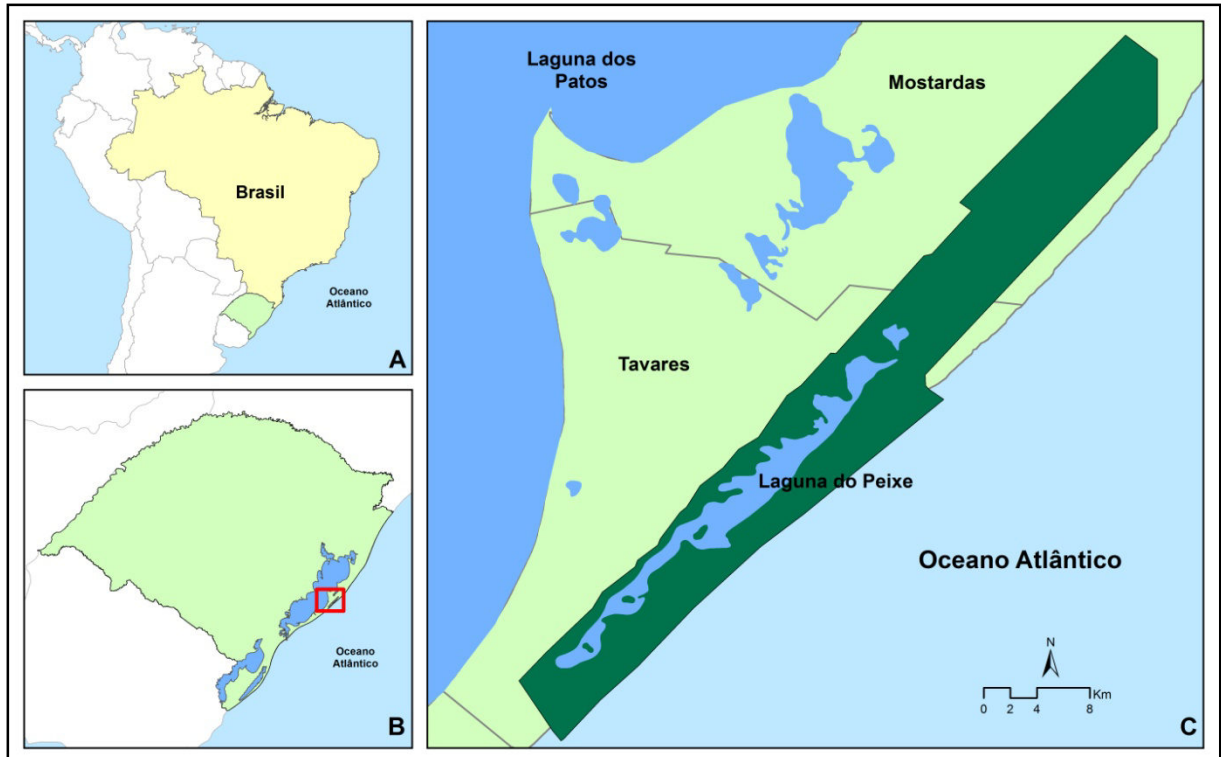 Brasil
Oceano
Atlântico
A
Oceano
Atlântico
B
Laguna dos
Patos
Mostardas
Tavares
Laguna do Peixe
Oceano Atlântico
N
Km
0 2 4 8
C